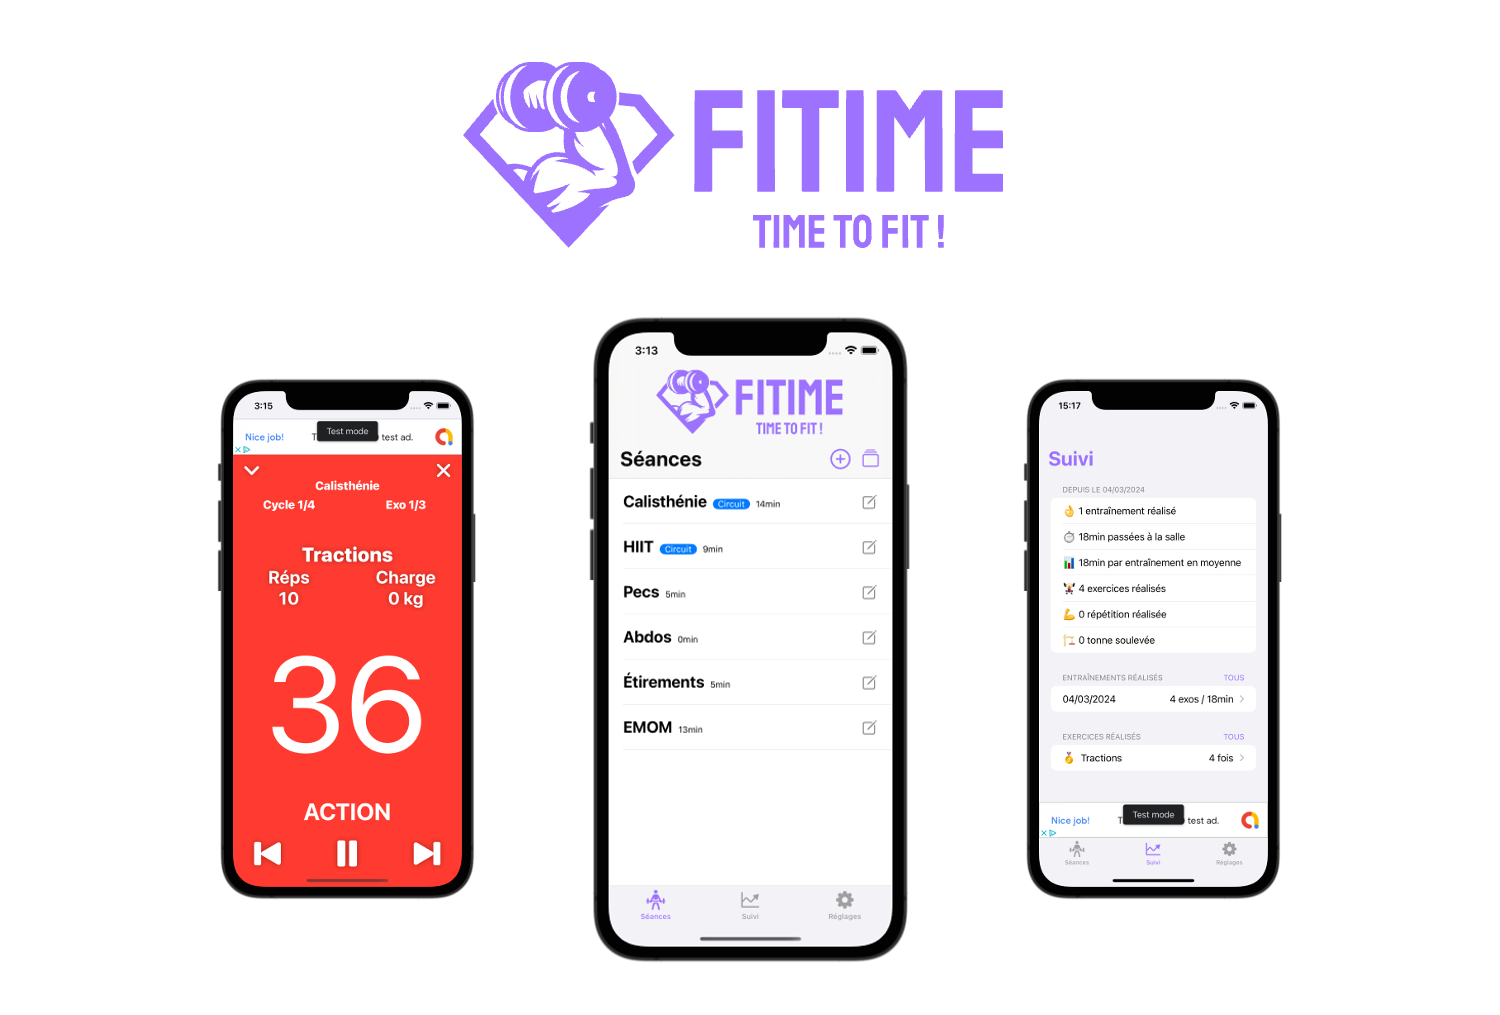 FITIME
TIME TO FIT !
3:15
Nice job!
Test mode
test ad.
Calisthénie
Cycle 1/4
Exo 1/3
Tractions
Réps
Charge
10
0 kg
36
ACTION
3:13
FITIME
TIME TO FIT !
Séances
Calisthénie Circuit 14min
HIIT Circuit 9min
Pecs 5min
Abdos 0min
Étirements 5min
EMOM 13min
Séances
Suivi
Réglages
15:17
Suivi
DEPUIS LE 04/03/2024
👌 1 entraînement réalisé
⏱️ 18min passées à la salle
📊 18min par entraînement en moyenne
🏋️ 4 exercices réalisés
💪 0 répétition réalisée
🏗️ 0 tonne soulevée
ENTRAÎNEMENTS RÉALISÉS TOUS
04/03/2024 4 exos / 18min
EXERCICES RÉALISÉS TOUS
🥇 Tractions 4 fois
Nice job!
Test mode
test ad.
Séances
Suivi
Réglages